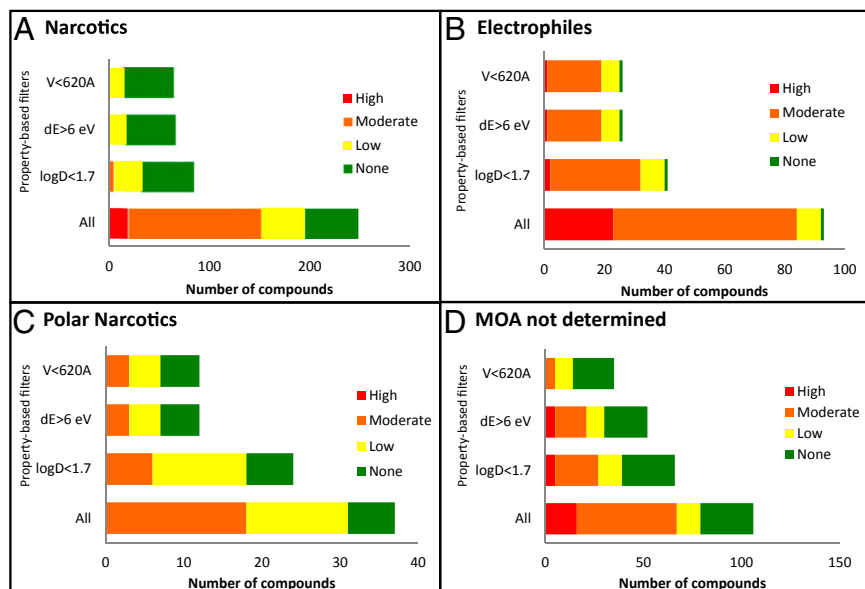 A Narcotics
Property-based filters
V<620A
dE>6 eV
logD<1.7
All
High
Moderate
Low
None
0 100 200 300
Number of compounds
B Electrophiles
Property-based filters
V<620A
dE>6 eV
logD<1.7
All
High
Moderate
Low
None
0 20 40 60 80 100
Number of compounds
C Polar Narcotics
Property-based filters
V<620A
dE>6 eV
logD<1.7
All
High
Moderate
Low
None
0 10 20 30 40
Number of compounds
D MOA not determined
Property-based filters
V<620A
dE>6 eV
logD<1.7
All
High
Moderate
Low
None
0 50 100 150
Number of compounds